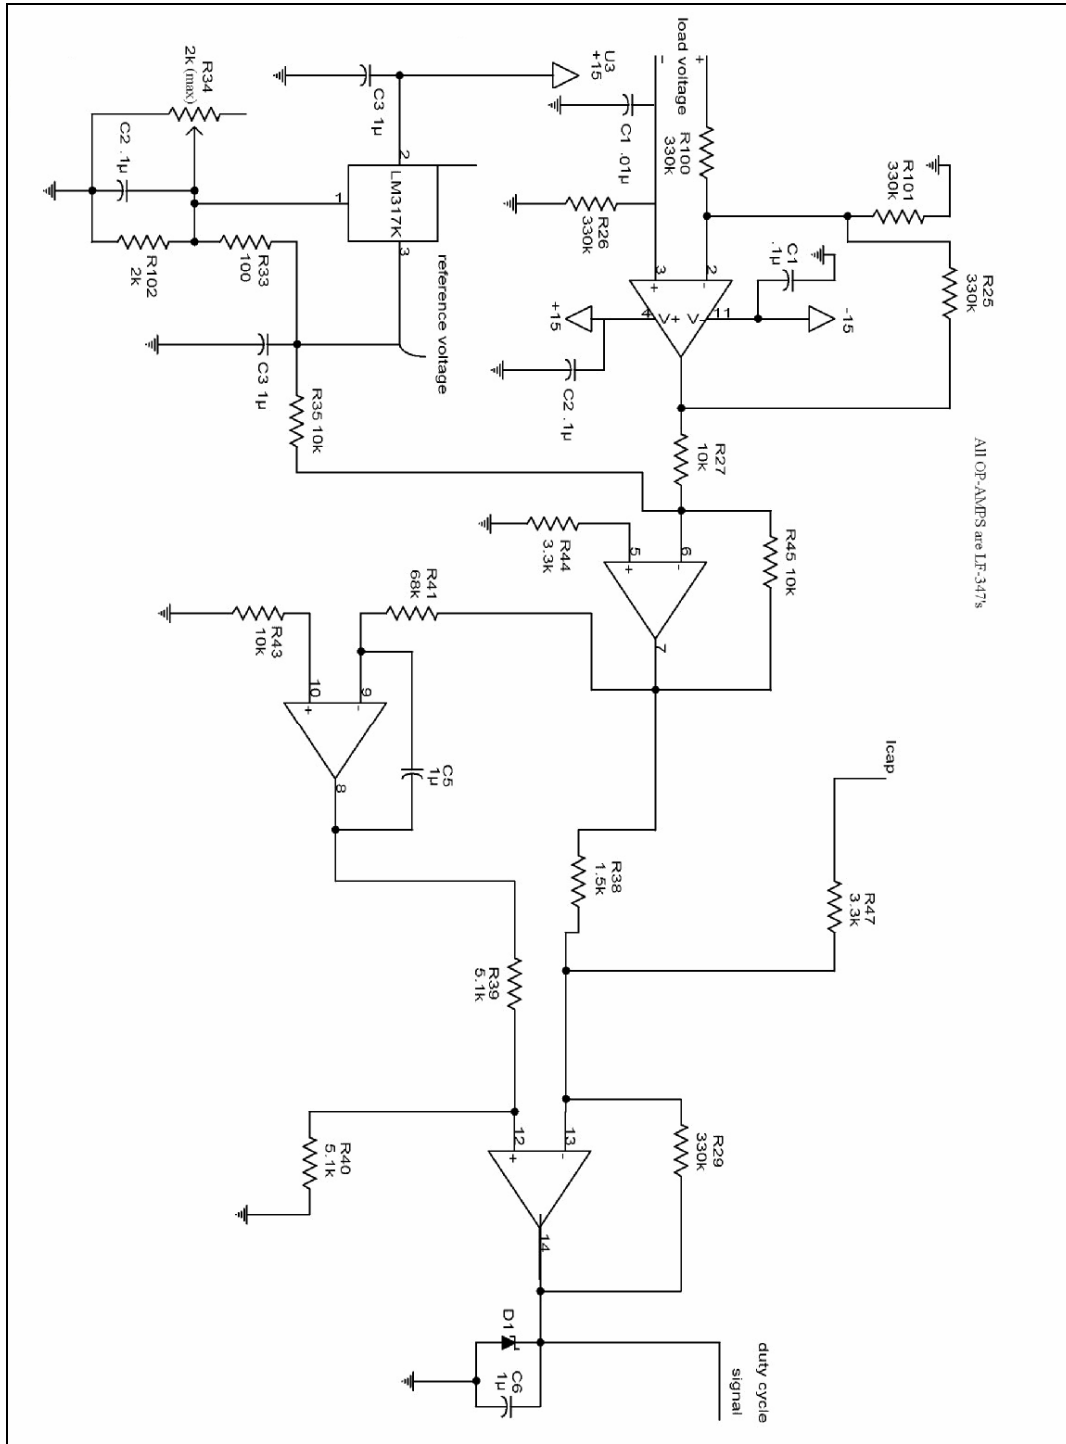 load voltage
+
-
R100
330k
R101
330k
C1 .01µ
R26
330k
C1
.1µ
R25
330k
U3
+15
C3 1µ
R34
2k (max)
C2 .1µ
2
LM317K
1
3
R33
100
R102
2k
reference voltage
C3 1µ
R35 10k
3
+
2
-
4
V+
V-
11
+15
-15
C2 .1µ
R27
10k
All OP-AMPS are LF-347's
R44
3.3k
5
+
6
-
7
R45 10k
R41
68k
R43
10k
10
+
9
-
8
C5
1µ
Icap
R47
3.3k
R38
1.5k
R39
5.1k
R40
5.1k
12
+
13
-
14
R29
330k
D1
C6
1µ
duty cycle
signal